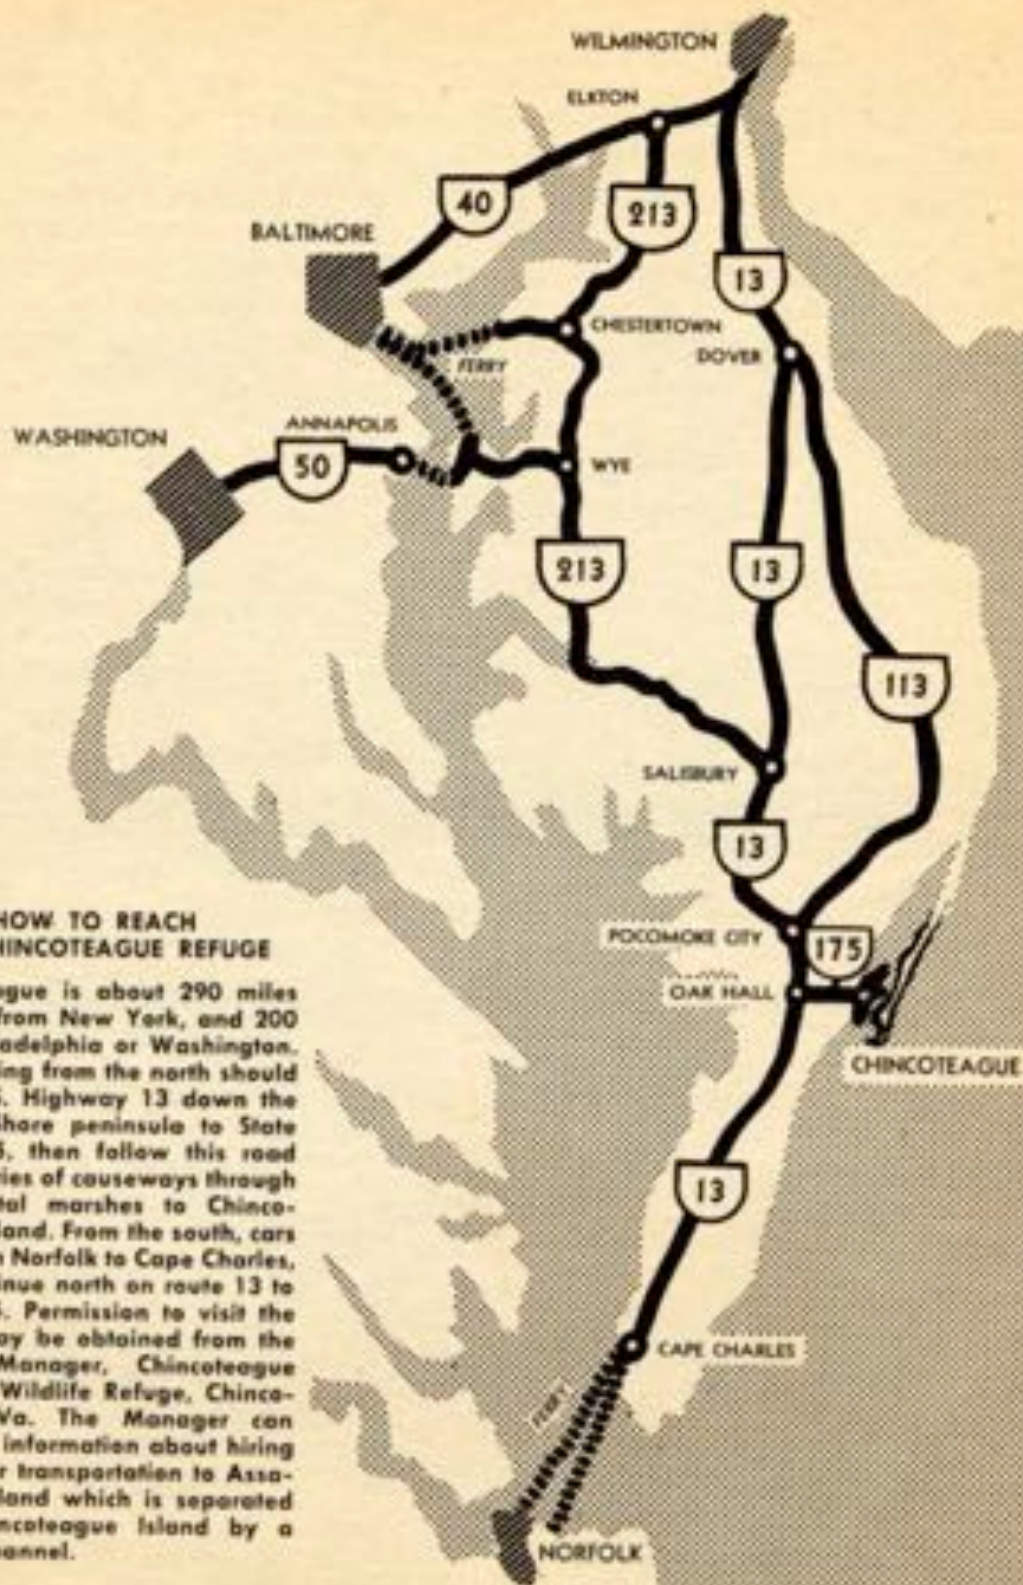 WILMINGTON
ELKTON
40
213
BALTIMORE
13
CHESTERTOWN
DOVER
FERRY
ANNAPOLIS
WASHINGTON
50
WYE
213
13
113
SALISBURY
13
POCOMOKE CITY
175
OAK HALL
CHINCOTEAGUE
13
CAPE CHARLES
FERRY
NORFOLK
HOW TO REACH
HINCOTEAGUE REFUGE
ague is about 290 miles
from New York, and 200
adelphia or Washington.
ing from the north should
. Highway 13 down the
hore peninsula to State
5, then follow this road
ries of causeways through
tal marshes to Chinco-
land. From the south, cars
Norfolk to Cape Charles,
inue north on route 13 to
5. Permission to visit the
ay be obtained from the
Manager, Chincoteague
Wildlife Refuge, Chinco-
Va. The Manager can
information about hiring
r transportation to Assa-
land which is separated
ncoteague Island by a
hannel.